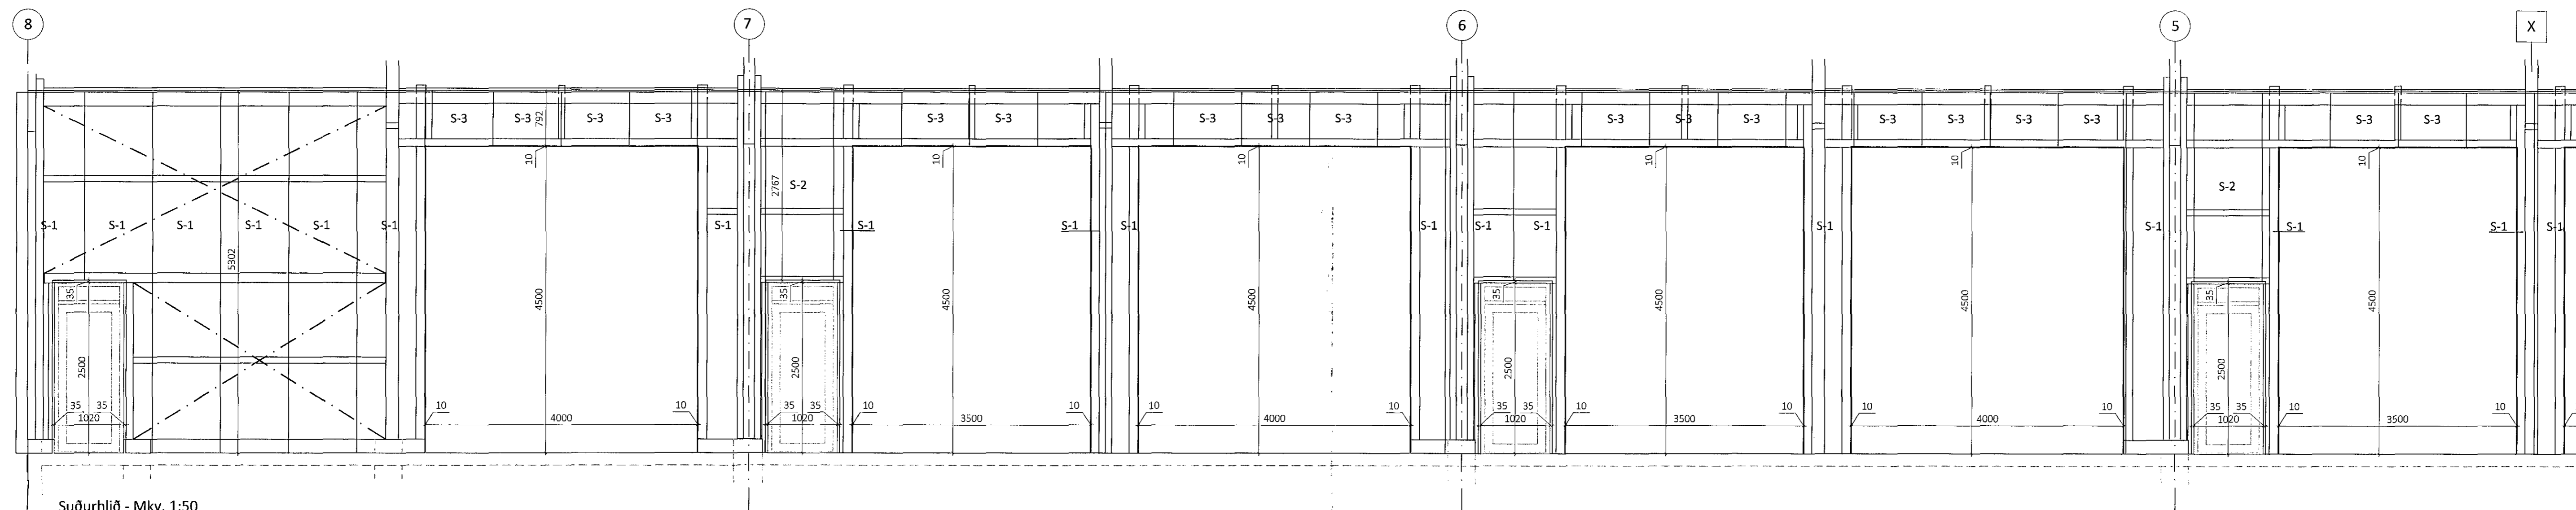 8 7 6 5 X
S-3 S-3 792 S-3 S-3 S-3 S-3 S-3 S-3 S-3 S-3 S-3 S-3 S-3 S-3 S-3 S-3 S-3 S-3
10 10 10 10 10 10
2767 S-2 S-2
S-1 S-1 S-1 S-1 S-1 S-1 S-1 S-1 S-1 S-1 S-1 S-1 S-1 S-1 S-1 S-1 S-1 S-1
5302
35 4500 35 4500 4500 35 4500 4500 35 4500
2500 2500 2500 2500
35 35 10 10 35 35 10 10 10 10 35 35 10 10 10 10 35 35 10 10
1020 4000 1020 3500 4000 1020 3500 4000 1020 3500
Suðurhlið - Mkv. 1:50